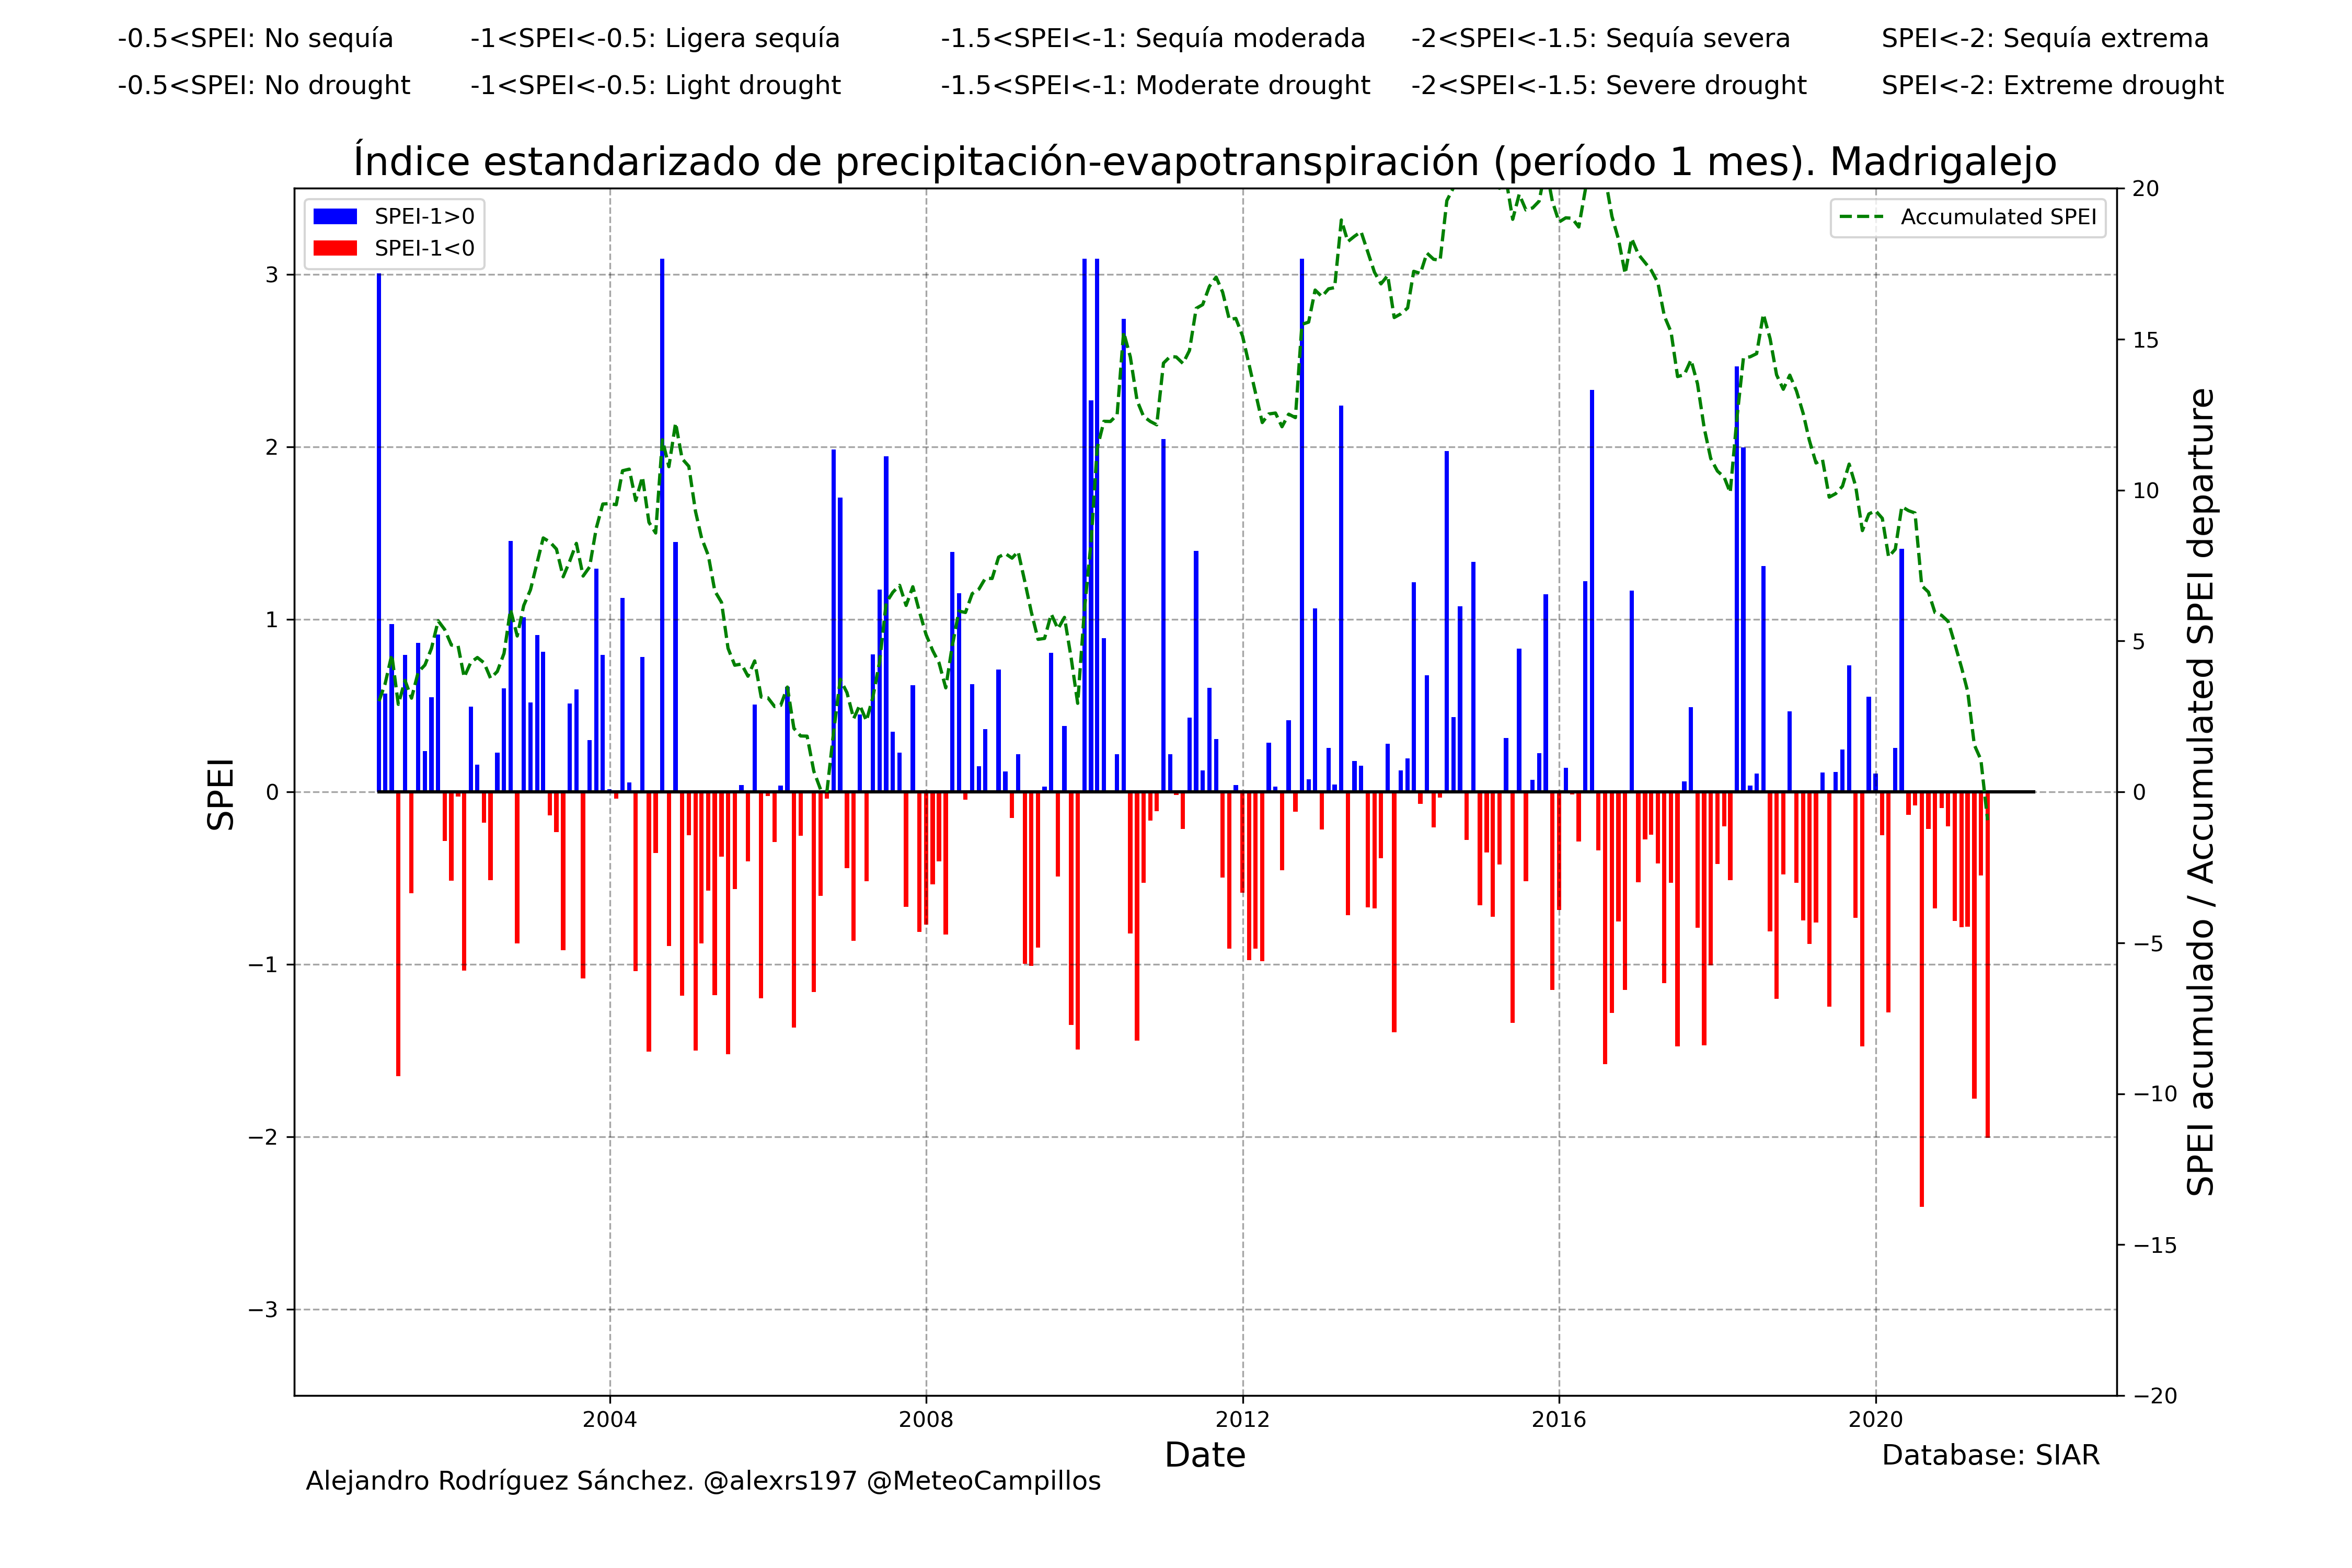 -0.5<SPEI: No sequía -1<SPEI<-0.5: Ligera sequía -1.5<SPEI<-1: Sequía moderada -2<SPEI<-1.5: Sequía severa SPEI<-2: Sequía extrema
-0.5<SPEI: No drought -1<SPEI<-0.5: Light drought -1.5<SPEI<-1: Moderate drought -2<SPEI<-1.5: Severe drought SPEI<-2: Extreme drought
Índice estandarizado de precipitación-evapotranspiración (período 1 mes). Madrigalejo
SPEI-1>0
SPEI-1<0
Accumulated SPEI
SPEI
3
2
1
0
−1
−2
−3
20
15
10
5
0
−5
−10
−15
−20
SPEI acumulado / Accumulated SPEI departure
2004 2008 2012 2016 2020
Date
Database: SIAR
Alejandro Rodríguez Sánchez. @alexrs197 @MeteoCampillos